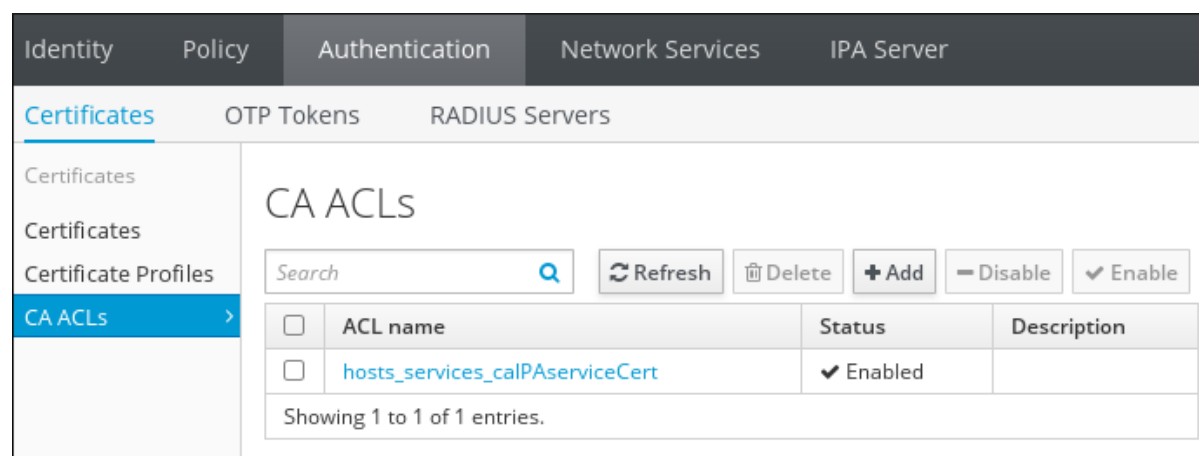 Identity Policy Authentication Network Services IPA Server
Certificates OTP Tokens RADIUS Servers
Certificates
Certificates
Certificate Profiles
CA ACLs
CA ACLs
Search Refresh Delete Add Disable Enable
ACL name Status Description
hosts_services_caIPAserviceCert Enabled
Showing 1 to 1 of 1 entries.